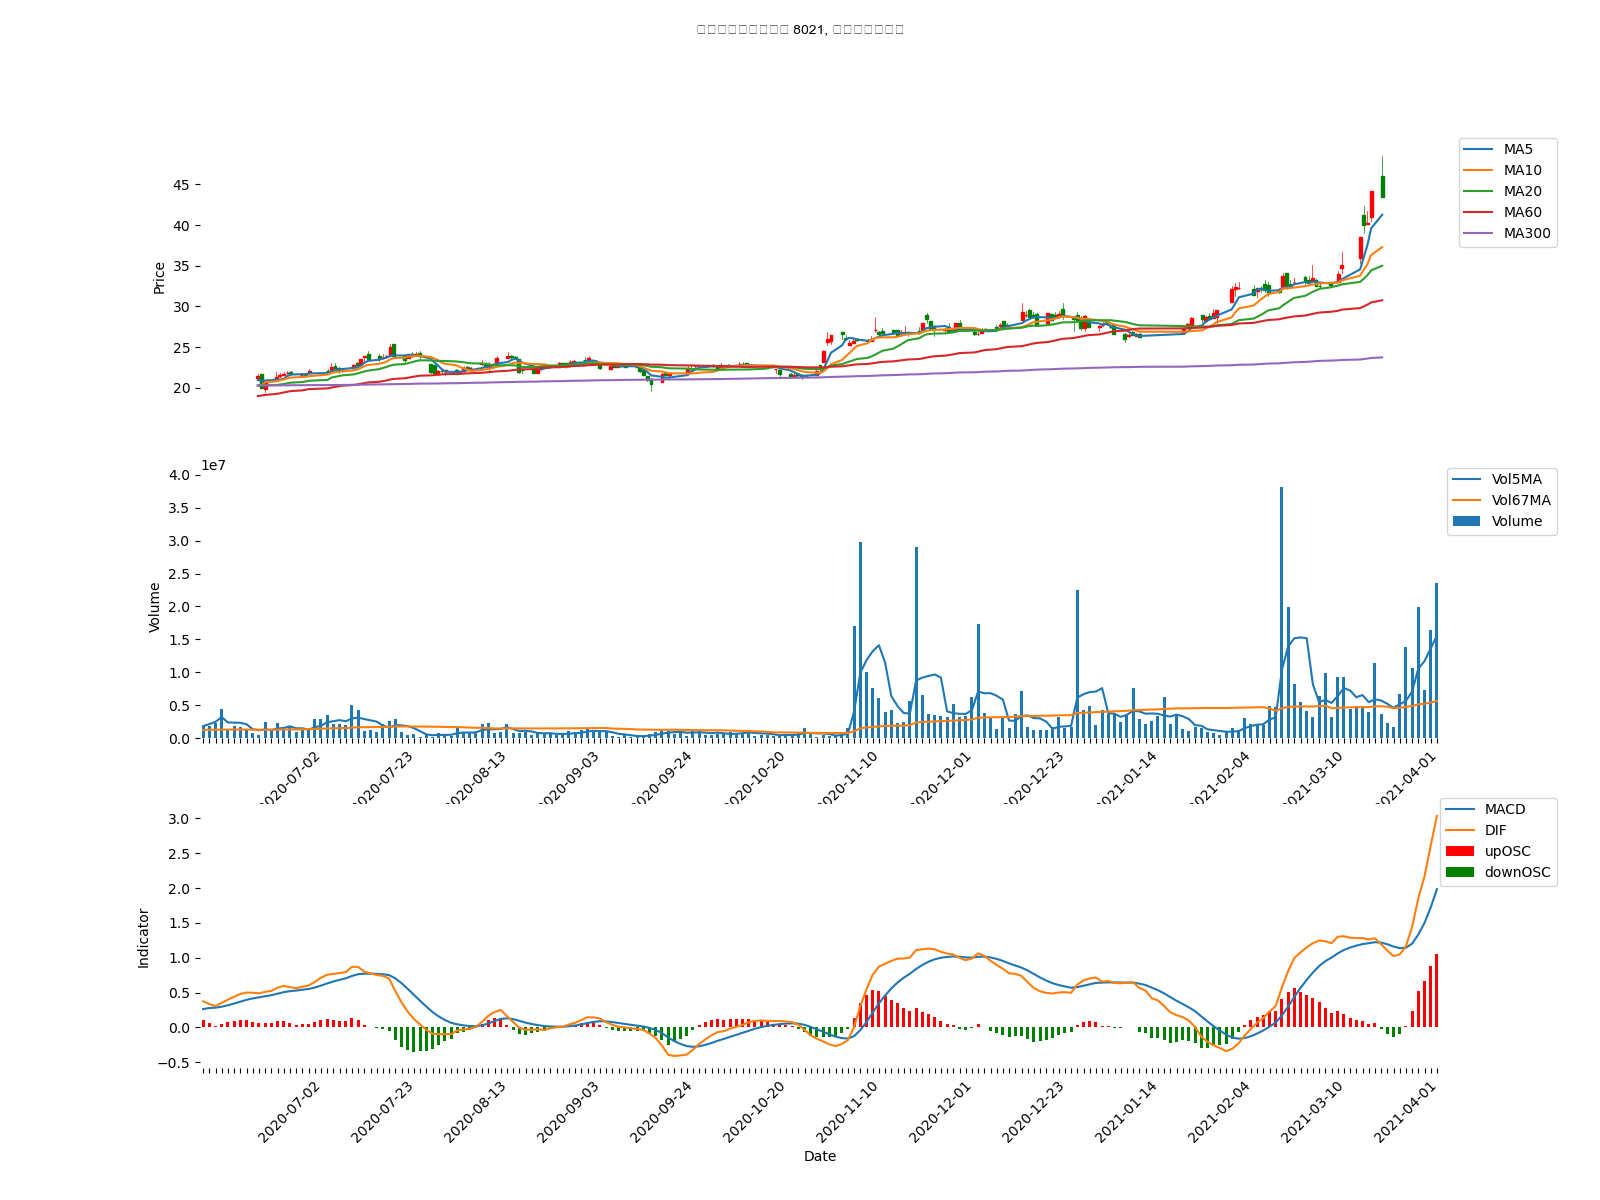 8021,
MA5
MA10
MA20
MA60
MA300
45
40
35
30
25
20
Price
1e7
4.0
3.5
3.0
2.5
2.0
1.5
1.0
0.5
0.0
Volume
Vol5MA
Vol67MA
Volume
2020-07-02
2020-07-23
2020-08-13
2020-09-03
2020-09-24
2020-10-20
2020-11-10
2020-12-01
2020-12-23
2021-01-14
2021-02-04
2021-03-10
2021-04-01
MACD
DIF
upOSC
downOSC
3.0
2.5
2.0
1.5
1.0
0.5
0.0
−0.5
Indicator
2020-07-02
2020-07-23
2020-08-13
2020-09-03
2020-09-24
2020-10-20
2020-11-10
2020-12-01
2020-12-23
2021-01-14
2021-02-04
2021-03-10
2021-04-01
Date